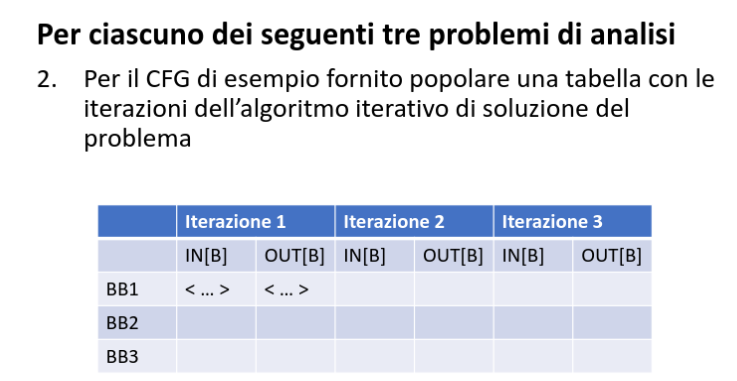 Per ciascuno dei seguenti tre problemi di analisi
2. Per il CFG di esempio fornito popolare una tabella con le
iterazioni dell’algoritmo iterativo di soluzione del
problema
Iterazione 1 Iterazione 2 Iterazione 3
IN[B] OUT[B] IN[B] OUT[B] IN[B] OUT[B]
BB1 < … > < … >
BB2
BB3